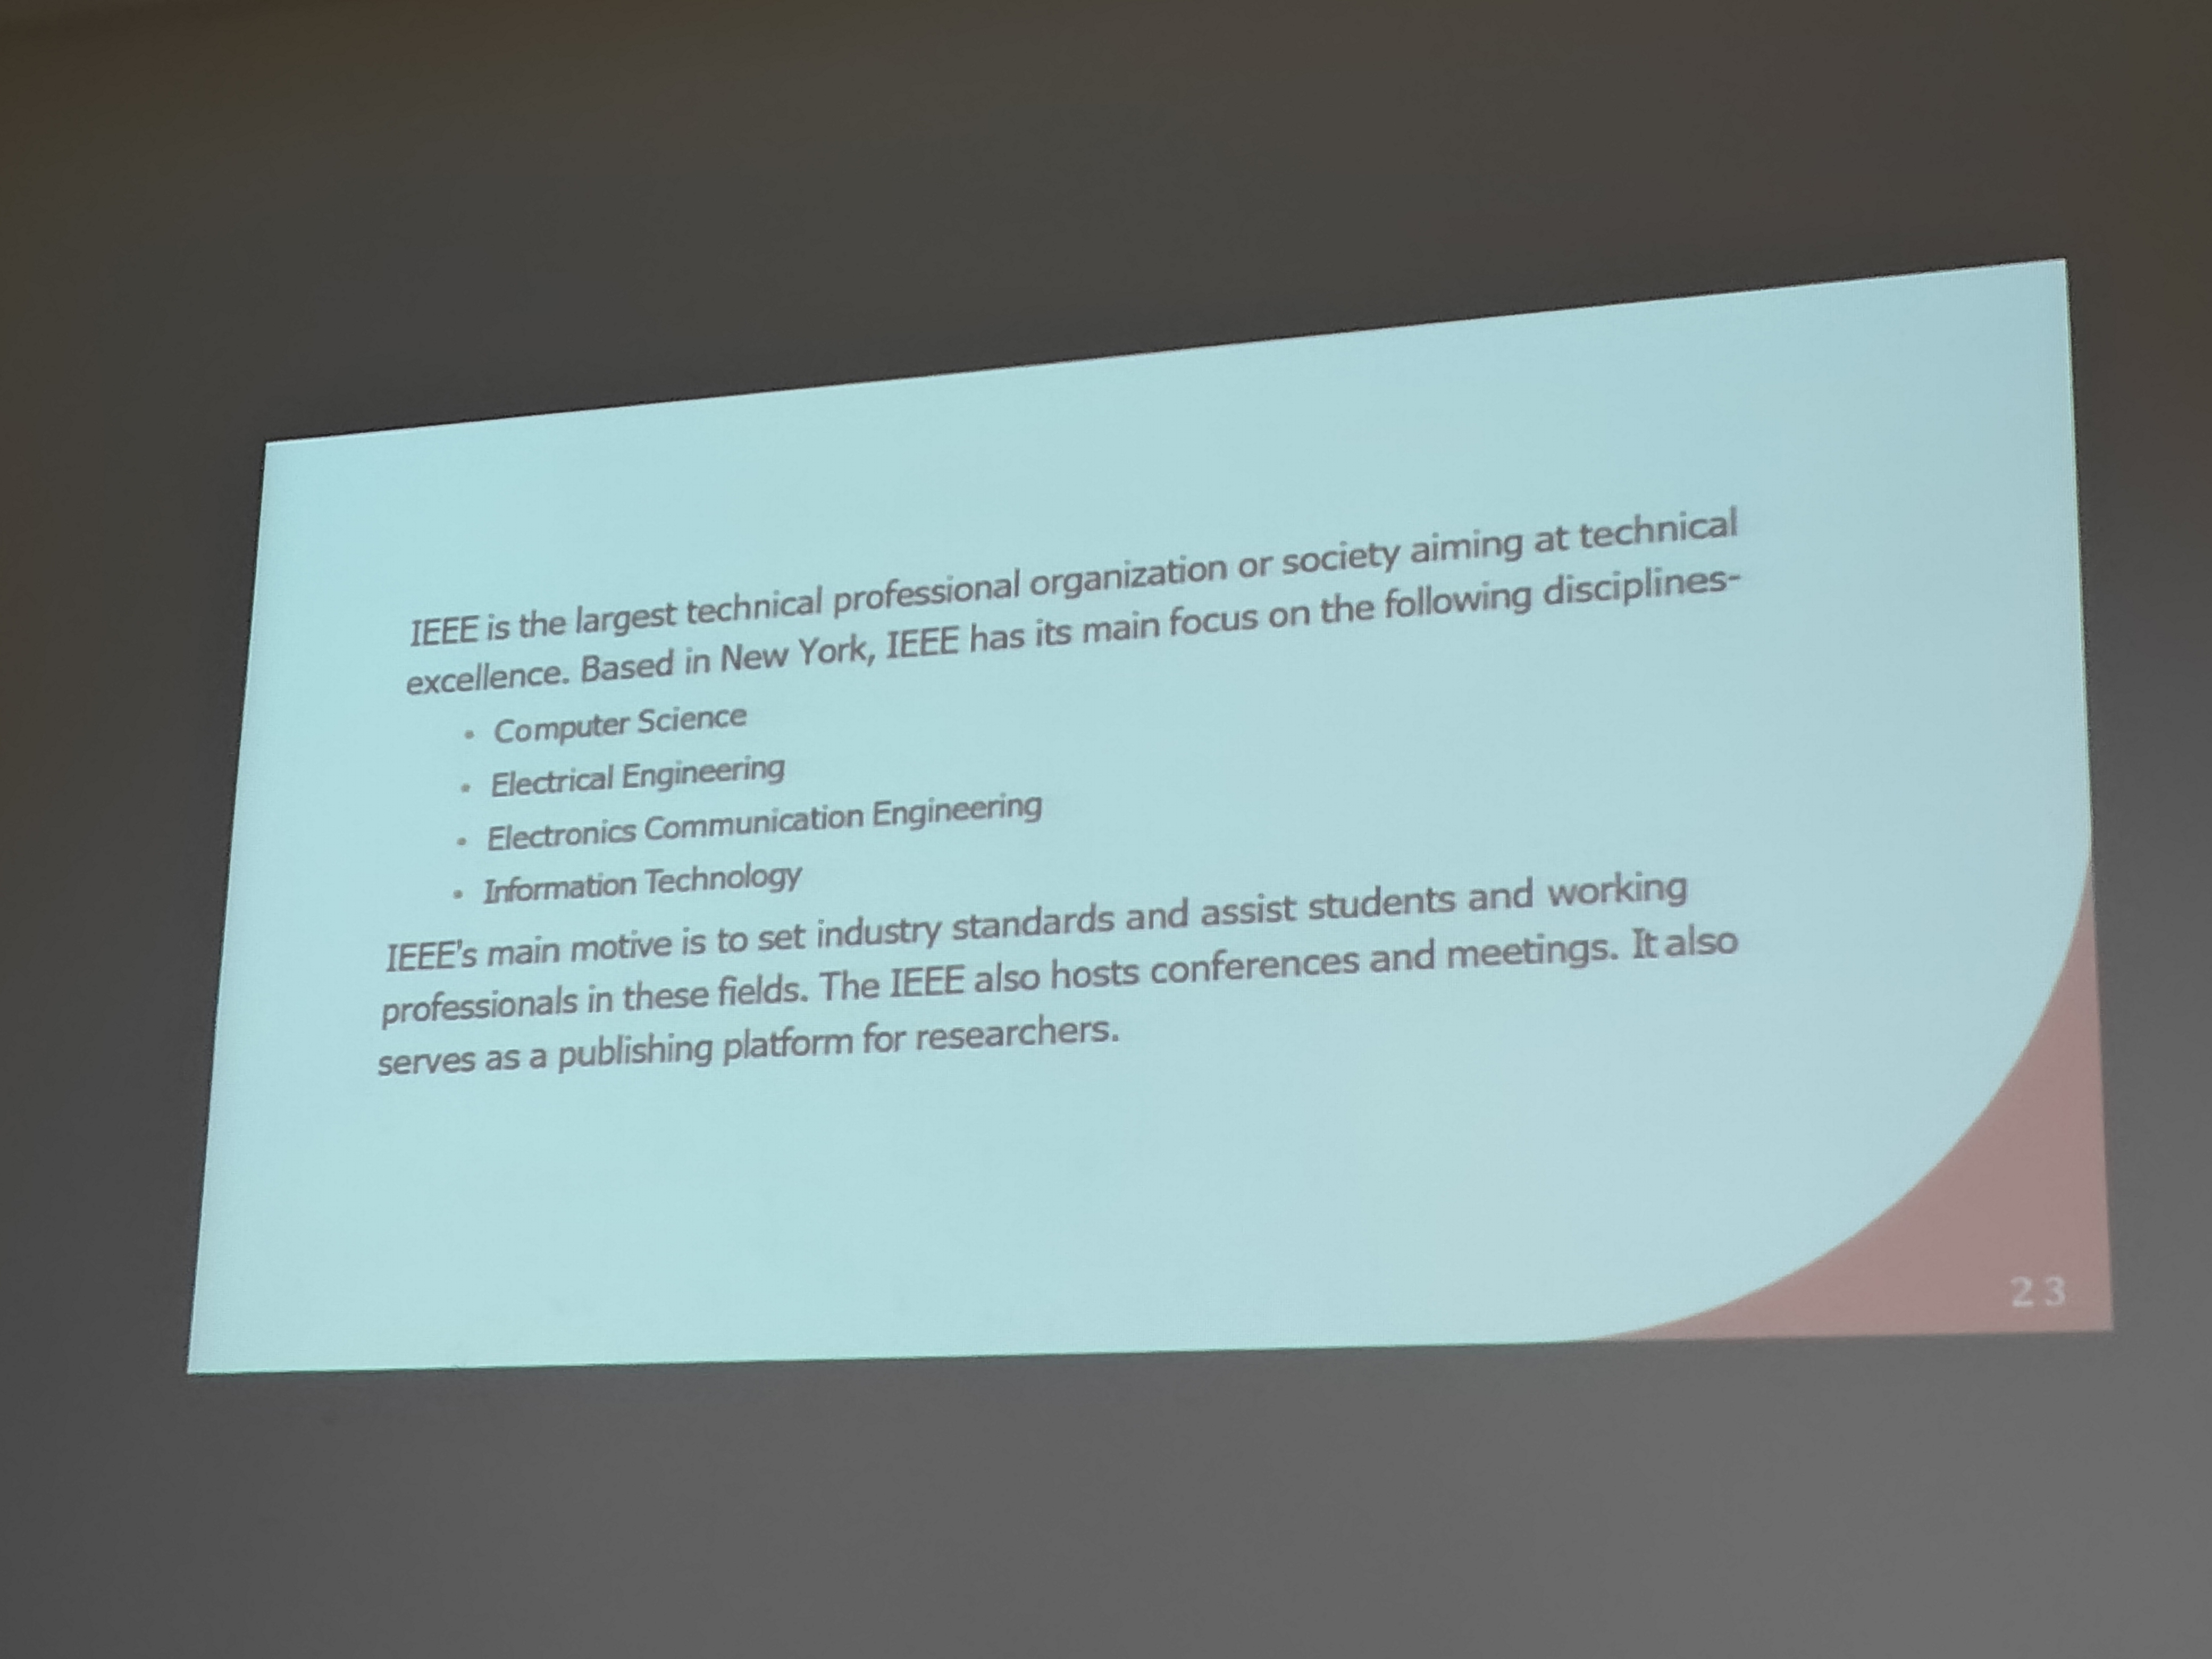 IEEE is the largest technical professional organization or society aiming at technical
excellence. Based in New York, IEEE has its main focus on the following disciplines-
• Computer Science
• Electrical Engineering
• Electronics Communication Engineering
• Information Technology
IEEE's main motive is to set industry standards and assist students and working
professionals in these fields. The IEEE also hosts conferences and meetings. It also
serves as a publishing platform for researchers.
23